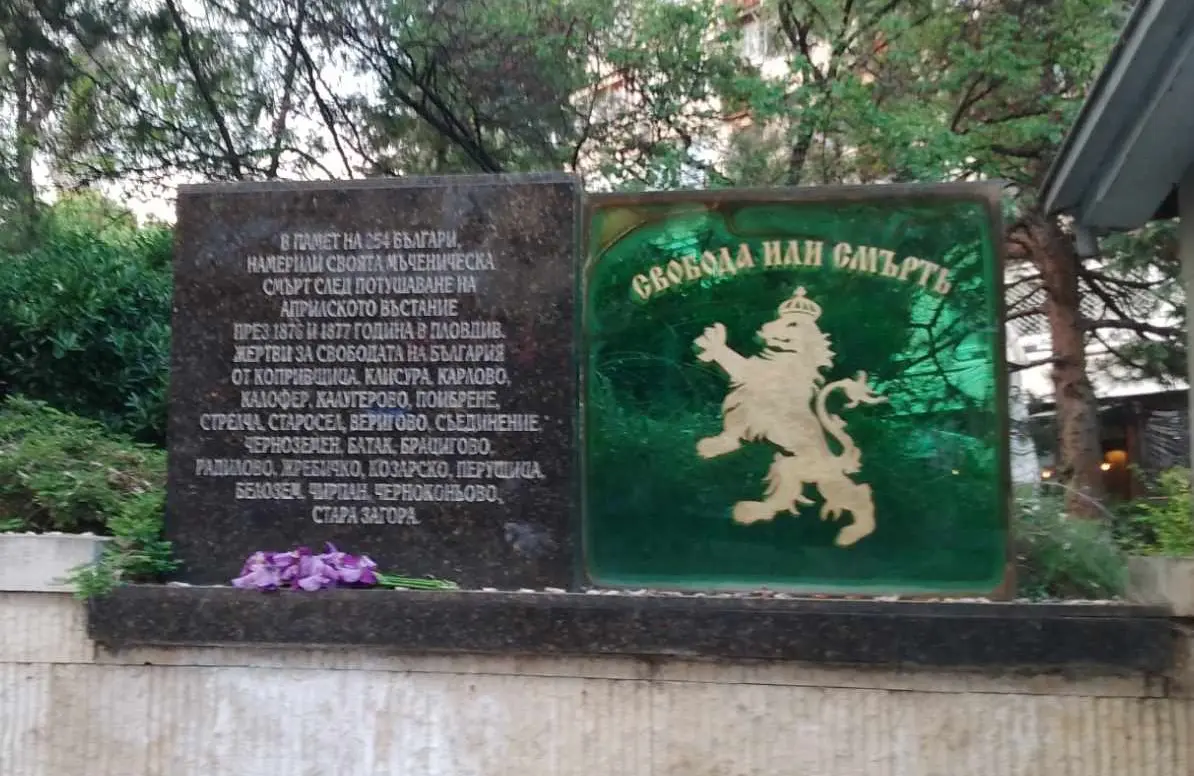 В ПАМЕТ НА 254 БЪЛГАРИ,
НАМЕРИЛИ СВОЯТА МЪЧЕНИЧЕСКА
СМЪРТ СЛЕД ПОТУШАВАНЕ НА
АПРИЛСКОТО ВЪСТАНИЕ
ПРЕЗ 1876 И 1877 ГОДИНА В ПЛОВДИВ.
ЖЕРТВИ ЗА СВОБОДАТА НА БЪЛГАРИЯ
ОТ КОПРИВЩИЦА, КЛИСУРА, КАРЛОВО,
КАЛОФЕР, КАЛУГЕРОВО, ПОИБРЕНЕ,
СТРЕЛЧА, СТАРОСЕЛ, ВЕРИГОВО, СЪЕДИНЕНИЕ,
ЧЕРНОЗЕМЕН, БАТАК, БРАЦИГОВО,
РАДИЛОВО, ЖРЕБИЧКО, КОЗАРСКО, ПЕРУЩИЦА,
БЕЛОЗЕМ, ЧИРПАН, ЧЕРНОКОНЬОВО,
СТАРА ЗАГОРА.
СВОБОДА ИЛИ СМЪРТЬ